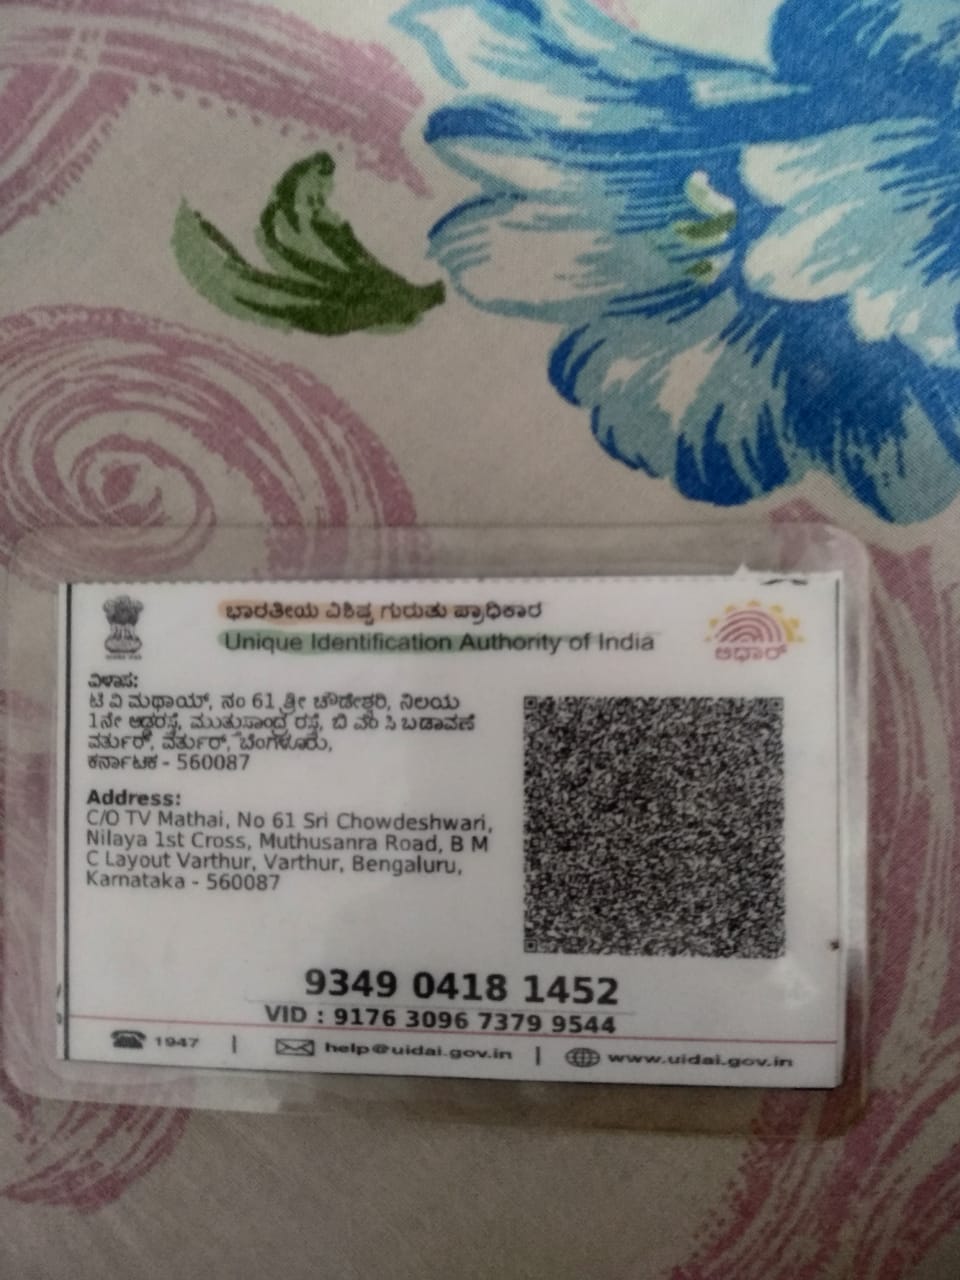 ಭಾರತೀಯ ವಿಶಿಷ್ಟ ಗುರುತು ಪ್ರಾಧಿಕಾರ
Unique Identification Authority of India
ಆಧಾರ್
ವಿಳಾಸ:
ಟಿ ವಿ ಮಥಾಯ್, ನಂ 61 ಶ್ರೀ ಚೌಡೇಶ್ವರಿ, ನಿಲಯ
1ನೇ ಅಡ್ಡರಸ್ತೆ, ಮುತ್ತುಸಾಂದ್ರ ರಸ್ತೆ, ಬಿ ಎಂ ಸಿ ಬಡಾವಣೆ
ವರ್ತುರ್, ವರ್ತುರ್, ಬೆಂಗಳೂರು,
ಕರ್ನಾಟಕ - 560087
Address:
C/O TV Mathai, No 61 Sri Chowdeshwari,
Nilaya 1st Cross, Muthusanra Road, B M
C Layout Varthur, Varthur, Bengaluru,
Karnataka - 560087
9349 0418 1452
VID : 9176 3096 7379 9544
1947 | help@uidai.gov.in | www.uidai.gov.in